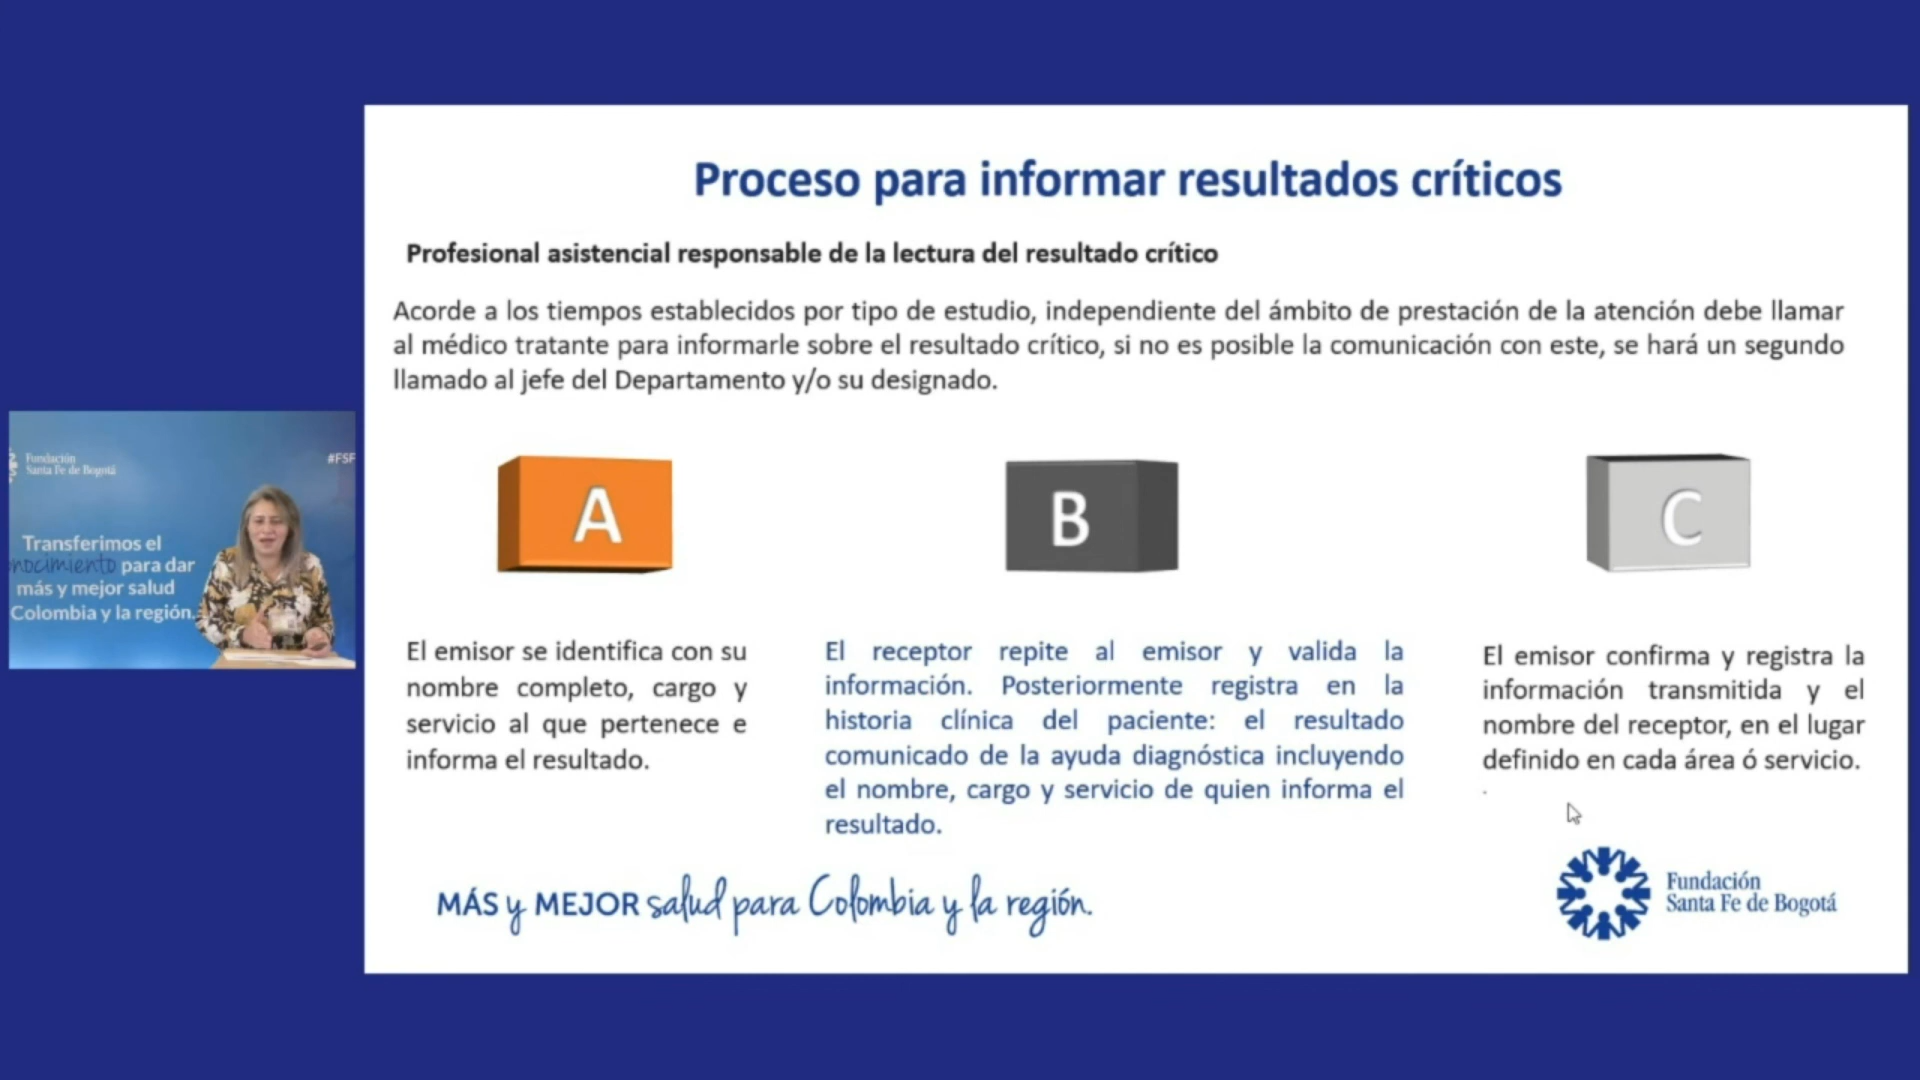 Proceso para informar resultados críticos
Profesional asistencial responsable de la lectura del resultado crítico
Acorde a los tiempos establecidos por tipo de estudio, independiente del ámbito de prestación de la atención debe llamar
al médico tratante para informarle sobre el resultado crítico, si no es posible la comunicación con este, se hará un segundo
llamado al jefe del Departamento y/o su designado.
A
B
C
El emisor se identifica con su
nombre completo, cargo y
servicio al que pertenece e
informa el resultado.
El receptor repite al emisor y valida la
información. Posteriormente registra en la
historia clínica del paciente: el resultado
comunicado de la ayuda diagnóstica incluyendo
el nombre, cargo y servicio de quien informa el
resultado.
El emisor confirma y registra la
información transmitida y el
nombre del receptor, en el lugar
definido en cada área ó servicio.
.
MÁS y MEJOR salud para Colombia y la región.
Fundación
Santa Fe de Bogotá
Fundación
Santa Fe de Bogotá
#FSF
Transferimos el
nocimiento para dar
más y mejor salud
Colombia y la región.